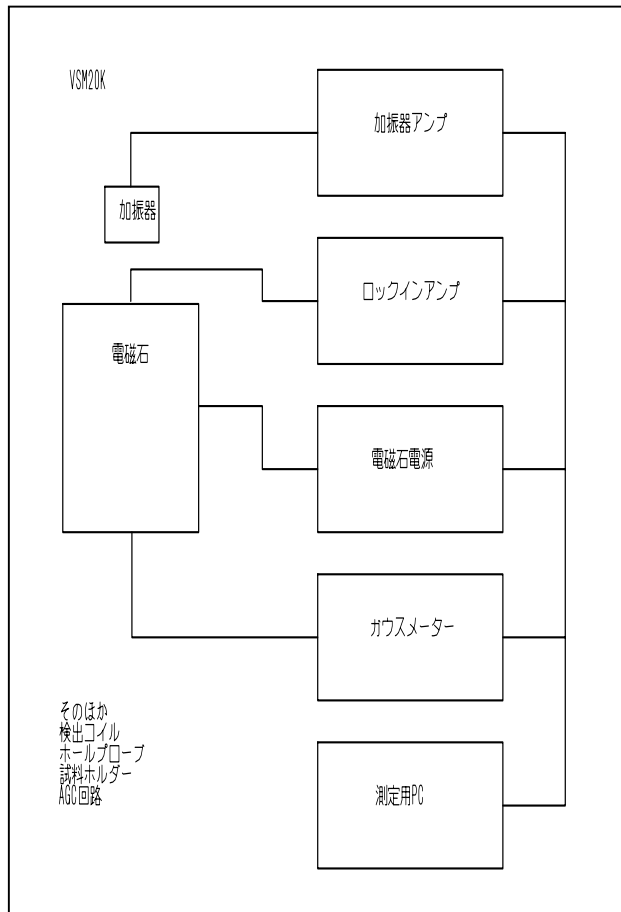 VSM20K
加振器アンプ
加振器
ロックインアンプ
電磁石
電磁石電源
ガウスメーター
そのほか
検出コイル
ホールプローブ
試料ホルダー
AGC回路
測定用PC